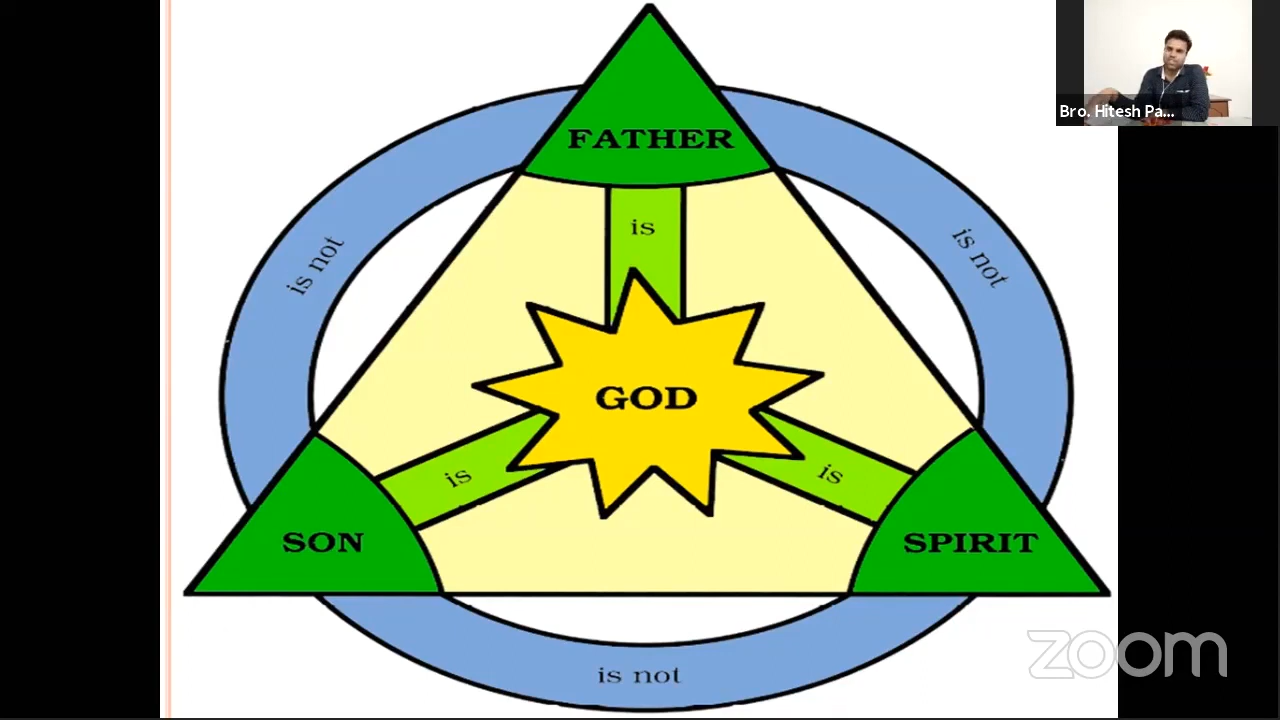 Bro. Hitesh Pa...
FATHER
is
is not
is not
GOD
is
is
SON
SPIRIT
is not
zoom